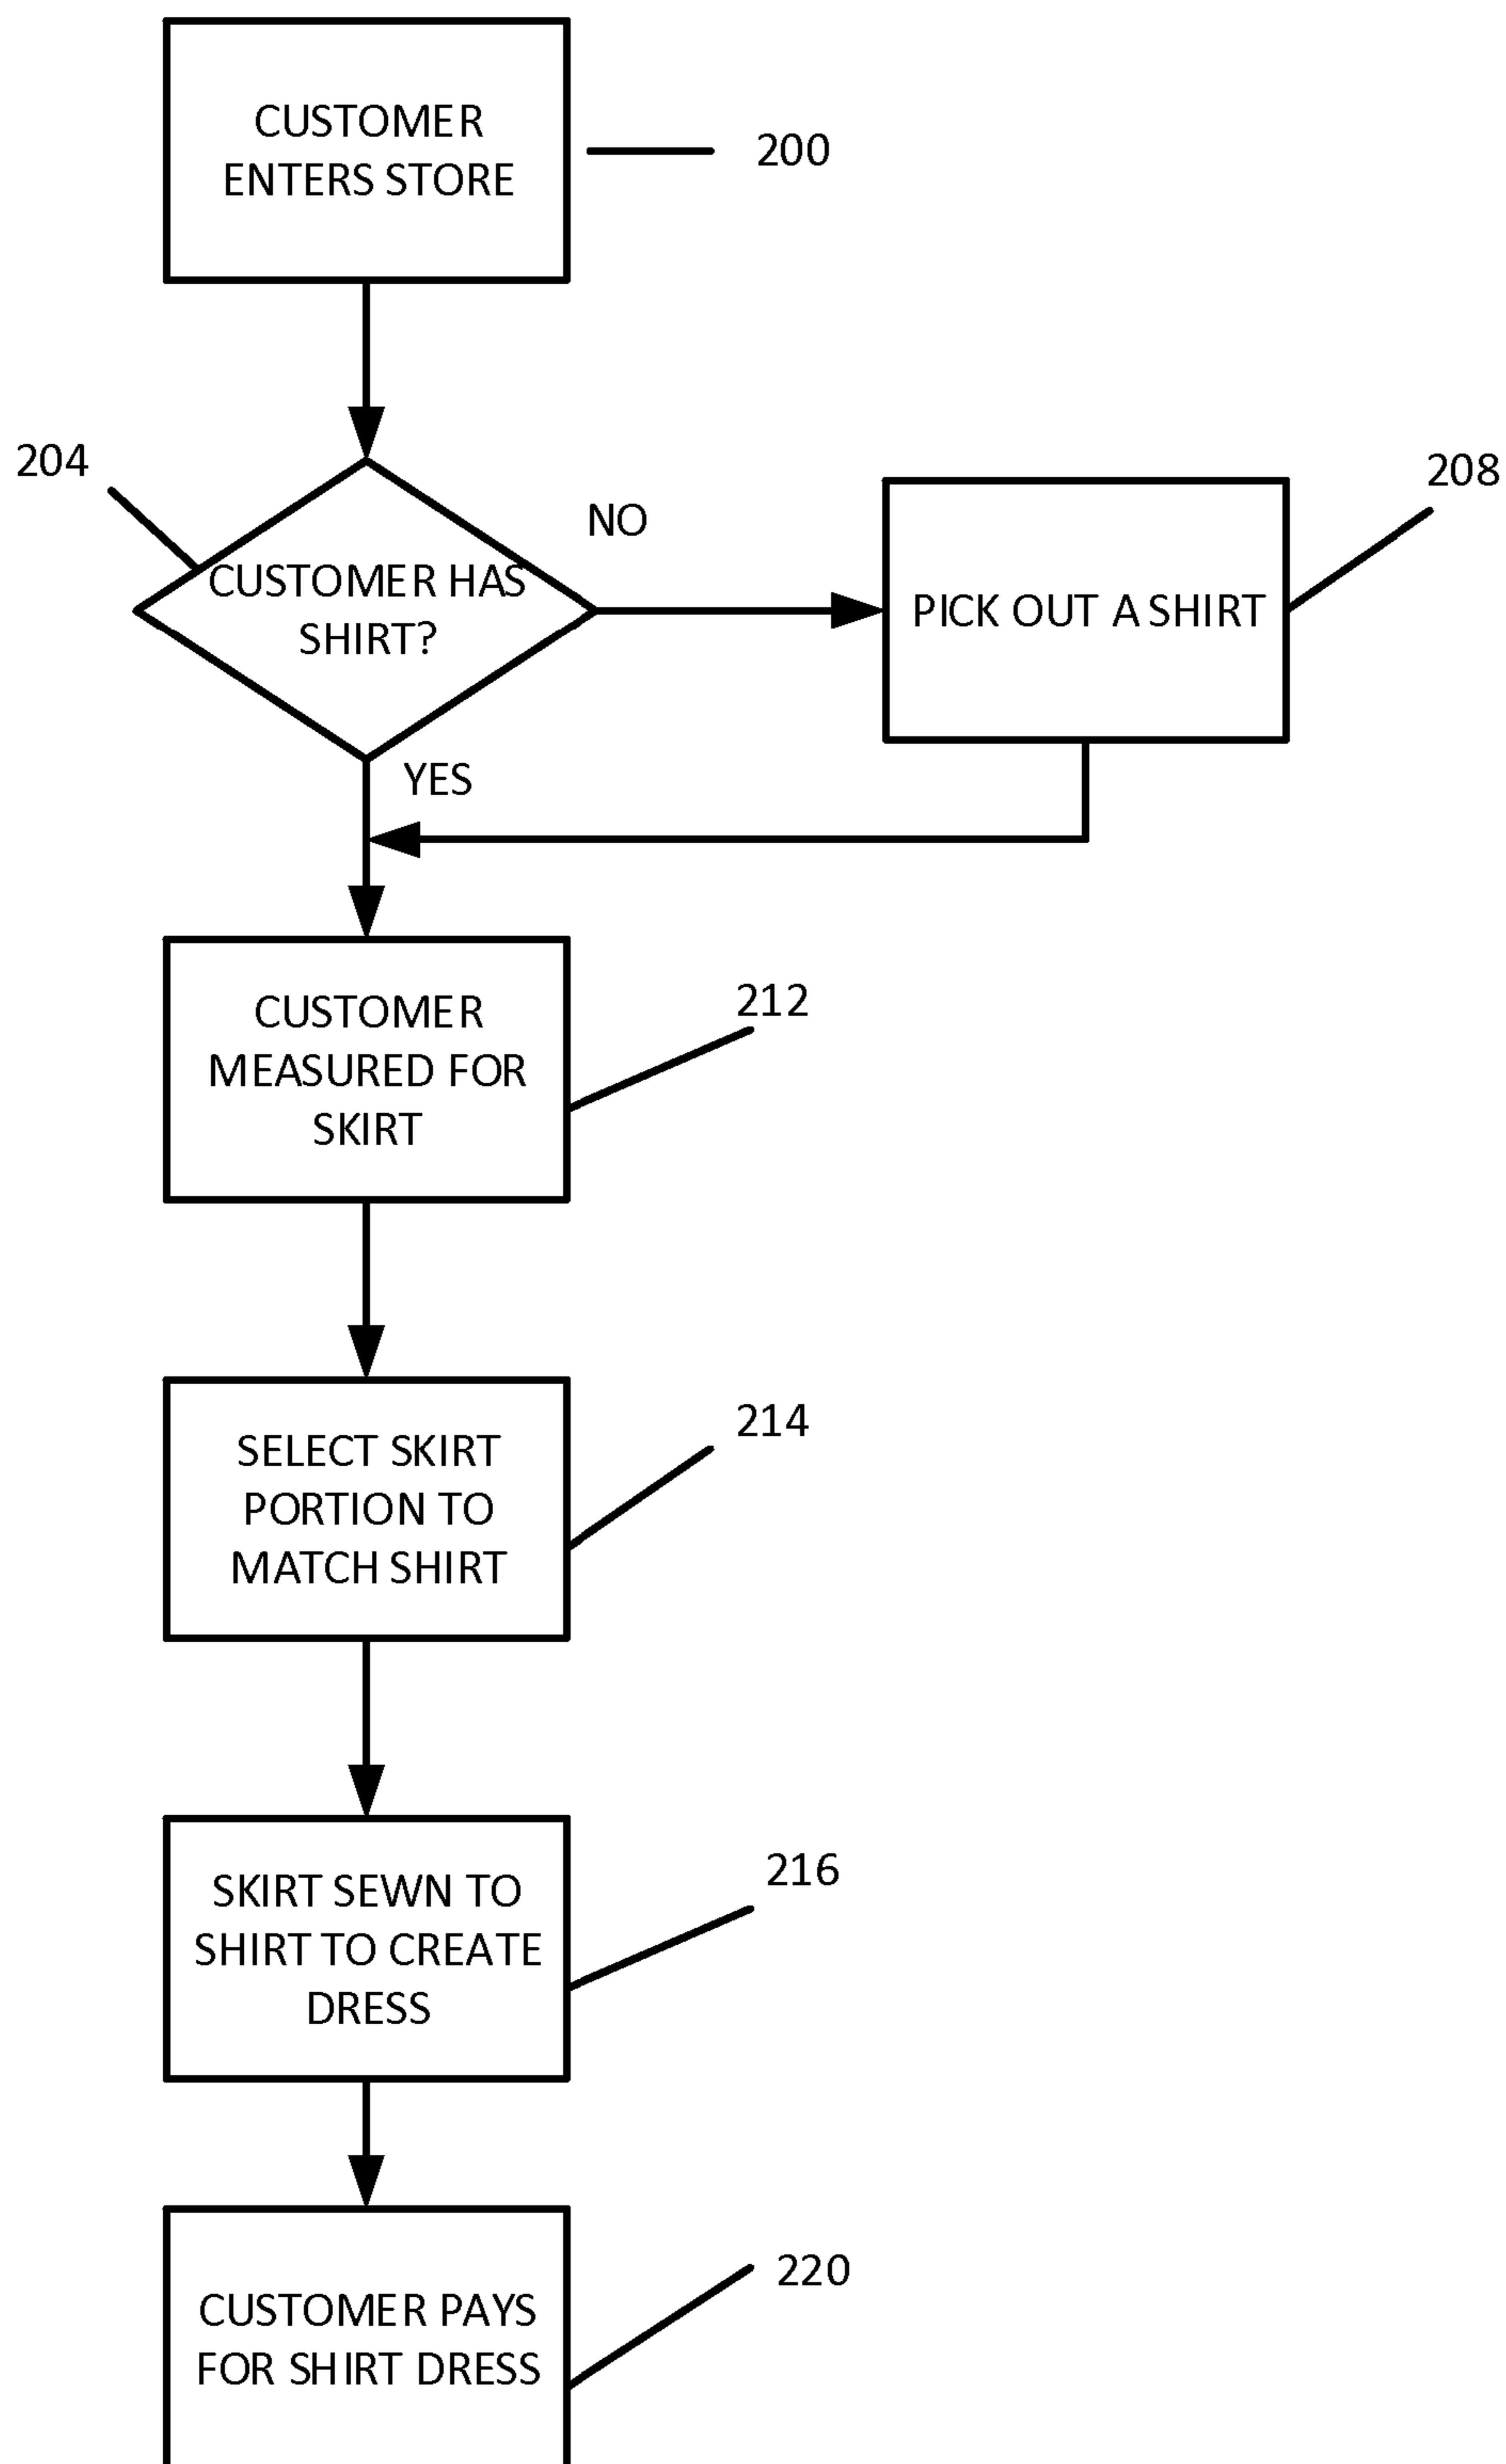 CUSTOMER
ENTERS STORE
200
204
CUSTOMER HAS
SHIRT?
NO
208
PICK OUT A SHIRT
YES
CUSTOMER
MEASURED FOR
SKIRT
212
SELECT SKIRT
PORTION TO
MATCH SHIRT
214
SKIRT SEWN TO
SHIRT TO CREATE
DRESS
216
CUSTOMER PAYS
FOR SHIRT DRESS
220